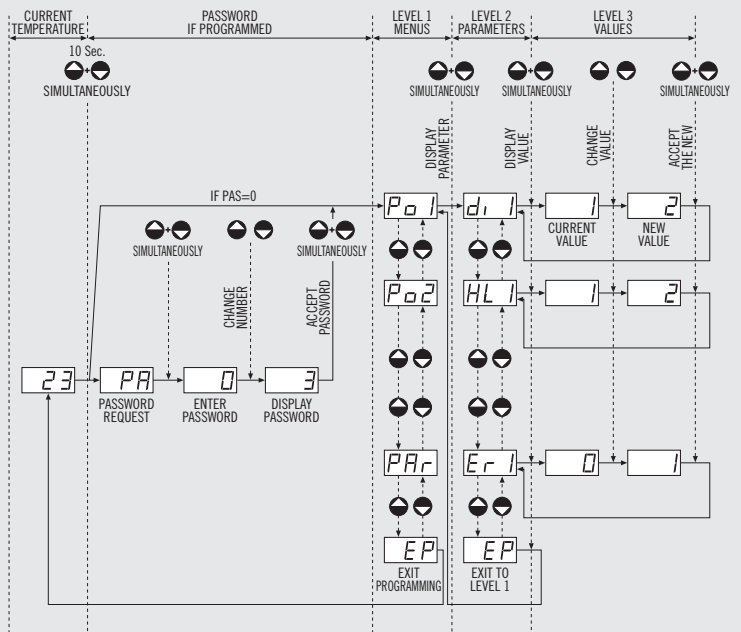 CURRENT
TEMPERATURE
PASSWORD
IF PROGRAMMED
LEVEL 1
MENUS
LEVEL 2
PARAMETERS
LEVEL 3
VALUES
10 Sec.
+
SIMULTANEOUSLY
+
SIMULTANEOUSLY
+
SIMULTANEOUSLY
+
SIMULTANEOUSLY
DISPLAY
PARAMETER
DISPLAY
VALUE
CHANGE
VALUE
ACCEPT
THE NEW
IF PAS=0
Po1
di1
1
2
CURRENT
VALUE
NEW
VALUE
+
SIMULTANEOUSLY
+
SIMULTANEOUSLY
CHANGE
NUMBER
ACCEPT
PASSWORD
Po2
HL1
1
2
23
PA
0
3
PASSWORD
REQUEST
ENTER
PASSWORD
DISPLAY
PASSWORD
PAr
Er1
0
1
EP
EP
EXIT
PROGRAMMING
EXIT TO
LEVEL 1